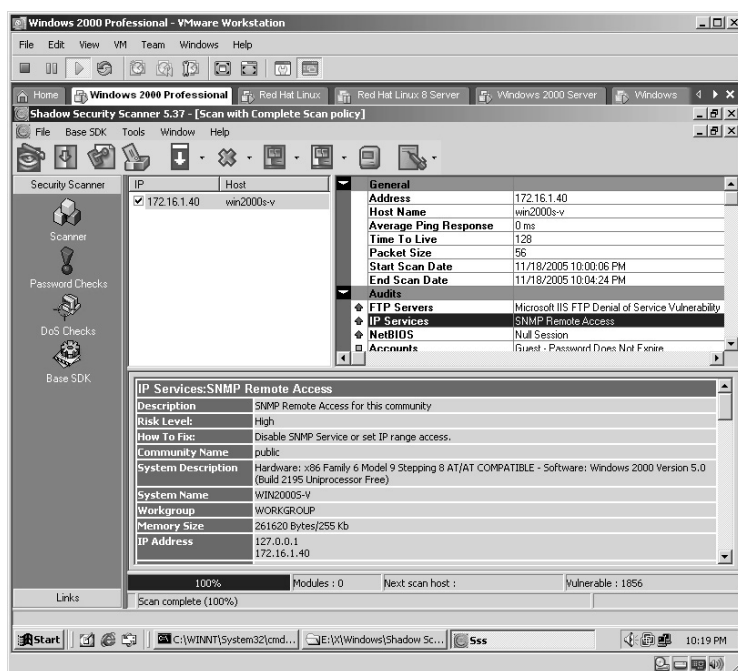 Windows 2000 Professional - VMware Workstation
File Edit View VM Team Windows Help
Home Windows 2000 Professional Red Hat Linux Red Hat Linux 8 Server Windows 2000 Server Windows
Shadow Security Scanner 5.37 - [Scan with Complete Scan policy]
File Base SDK Tools Window Help
Security Scanner
Scanner
Password Checks
DoS Checks
Base SDK
Links
IP Host
172.16.1.40 win2000s-v
General
Address 172.16.1.40
Host Name win2000s-v
Average Ping Response 0 ms
Time To Live 128
Packet Size 56
Start Scan Date 11/18/2005 10:00:06 PM
End Scan Date 11/18/2005 10:04:24 PM
Audits
FTP Servers Microsoft IIS FTP Denial of Service Vulnerability
IP Services SNMP Remote Access
NetBIOS Null Session
Accounts Guest - Password Does Not Expire
IP Services:SNMP Remote Access
Description SNMP Remote Access for this community
Risk Level: High
How To Fix: Disable SNMP Service or set IP range access.
Community Name public
System Description Hardware: x86 Family 6 Model 9 Stepping 8 AT/AT COMPATIBLE - Software: Windows 2000 Version 5.0
(Build 2195 Uniprocessor Free)
System Name WIN2000S-V
Workgroup WORKGROUP
Memory Size 261620 Bytes/255 Kb
IP Address 127.0.0.1
172.16.1.40
100% Modules : 0 Next scan host : Vulnerable : 1856
Scan complete (100%)
Start C:\WINNT\System32\cmd... E:\X\Windows\Shadow Sc... Sss 10:19 PM